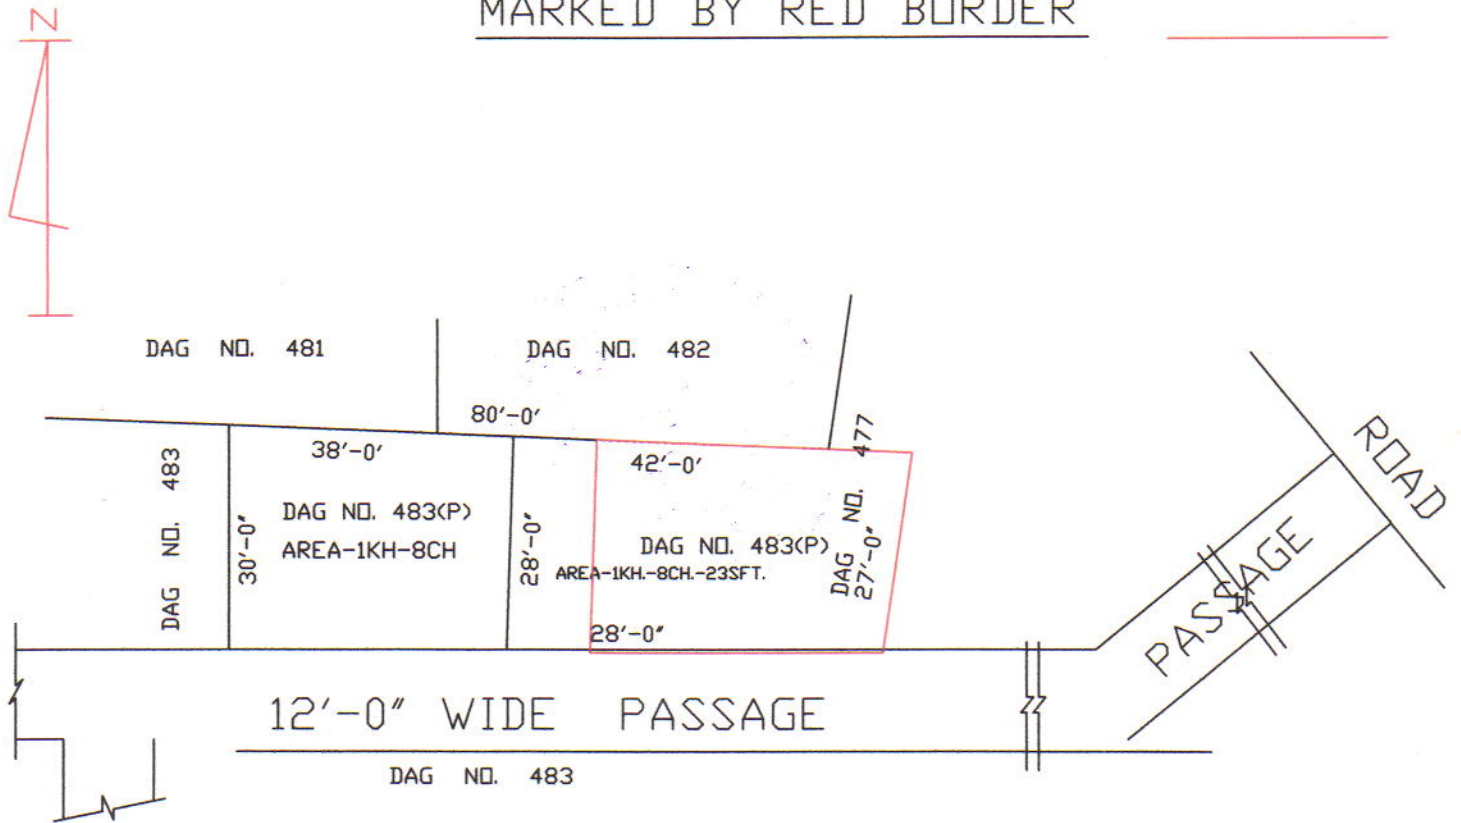 MARKED BY RED BORDER
N
DAG NO. 481
DAG NO. 482
80'-0'
38'-0'
42'-0'
DAG NO. 483
30'-0"
DAG NO. 483(P)
AREA-1KH-8CH
28'-0"
DAG NO. 483(P)
AREA-1KH.-8CH.-23SFT.
DAG NO. 477
27'-0"
28'-0"
ROAD
PASSAGE
12'-0" WIDE PASSAGE
DAG NO. 483